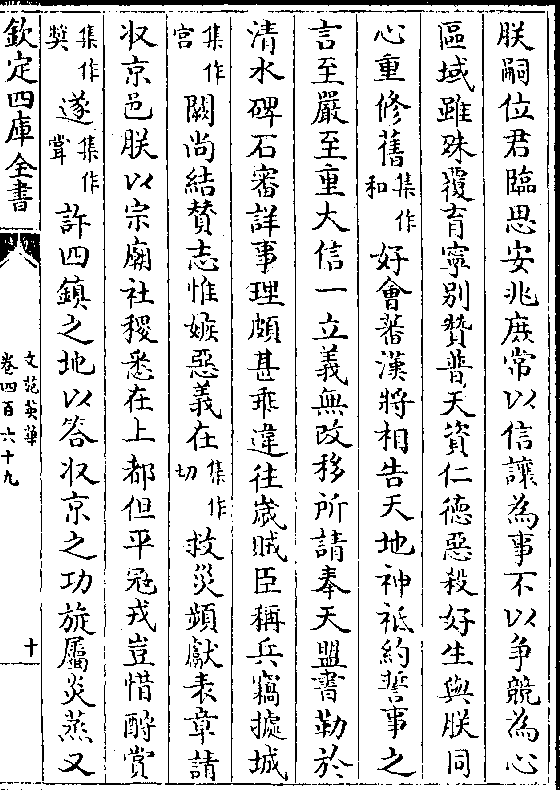 朕嗣位君臨思安兆庶常以信讓為事不以爭競為心
區域雖殊覆育寧别贊普天資仁德惡殺好生與朕同
心重修舊集作和好會蕃漢將相告天地神祗約誓事之
言至嚴至重大信一立義無改移所請奉天盟書勒於
清水碑石審詳事理頗甚乖違往歲賊臣稱兵竊據城
集作宫闕尚結贊志惟嫉惡義在集作切救災頻獻表章請
収京邑朕以宗廟社稷悉在上都但平冦戎豈惜酧賞
集作奬遂集作甞許四鎮之地以答収京之功旋屬炎蒸又
欽定四庫全書
文苑英華
卷四百六十九
十